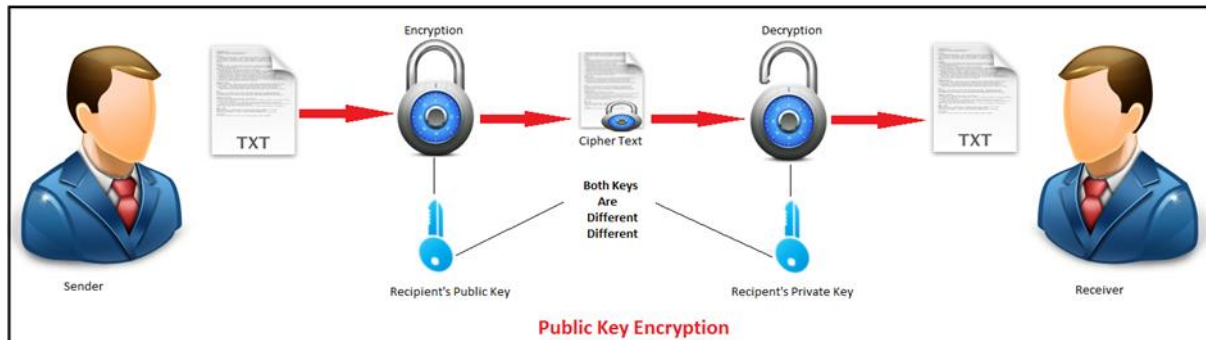 Encryption
Decryption
TXT
Cipher Text
TXT
Both Keys
Are
Different
Different
Sender
Recipient's Public Key
Recipent's Private Key
Receiver
Public Key Encryption